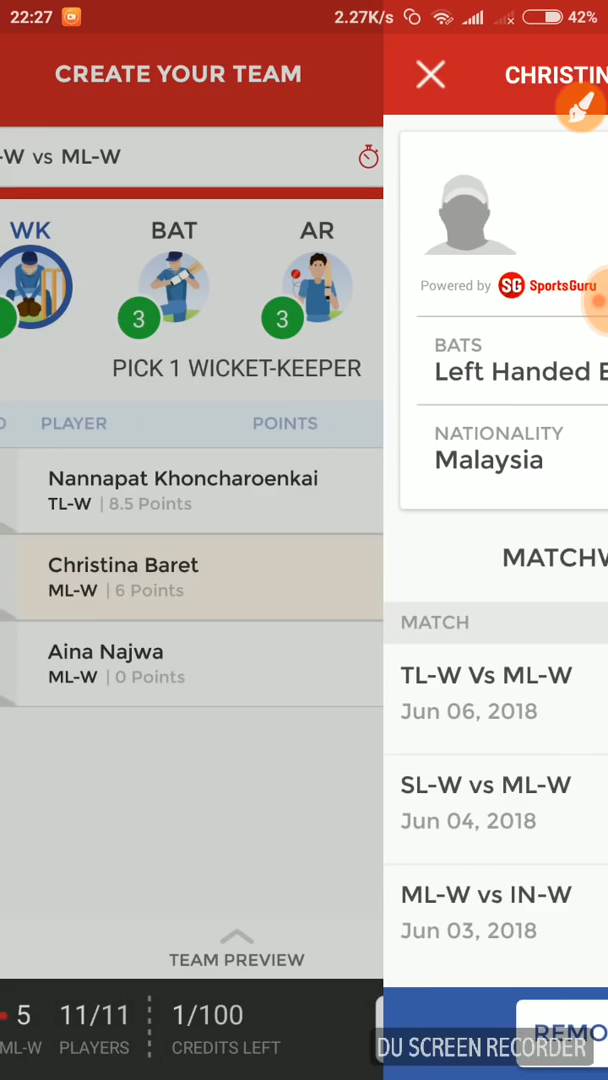 22:27 2.27K/s 42%
CREATE YOUR TEAM
-W vs ML-W
WK BAT AR
3 3
PICK 1 WICKET-KEEPER
PLAYER POINTS
Nannapat Khoncharoenkai
TL-W | 8.5 Points
Christina Baret
ML-W | 6 Points
Aina Najwa
ML-W | 0 Points
TEAM PREVIEW
5 11/11 1/100
ML-W PLAYERS CREDITS LEFT
CHRISTIN
Powered by SG SportsGuru
BATS
Left Handed B
NATIONALITY
Malaysia
MATCHW
MATCH
TL-W Vs ML-W
Jun 06, 2018
SL-W vs ML-W
Jun 04, 2018
ML-W vs IN-W
Jun 03, 2018
REMO
DU SCREEN RECORDER